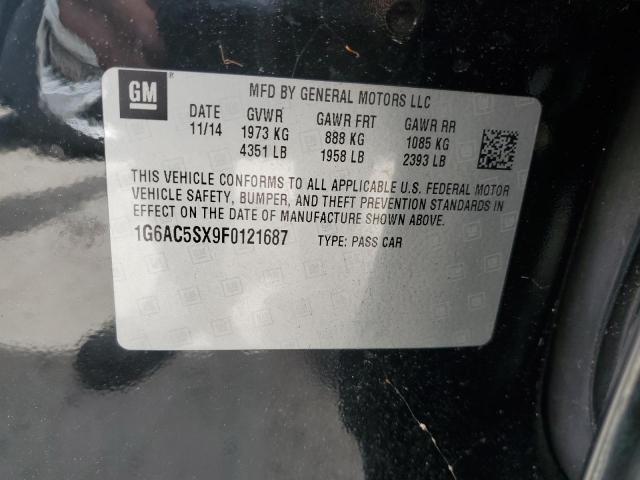 GM ®
MFD BY GENERAL MOTORS LLC
DATE GVWR GAWR FRT GAWR RR
11/14 1973 KG 888 KG 1085 KG
4351 LB 1958 LB 2393 LB
THIS VEHICLE CONFORMS TO ALL APPLICABLE U.S. FEDERAL MOTOR
VEHICLE SAFETY, BUMPER, AND THEFT PREVENTION STANDARDS IN
EFFECT ON THE DATE OF MANUFACTURE SHOWN ABOVE.
1G6AC5SX9F0121687 TYPE: PASS CAR